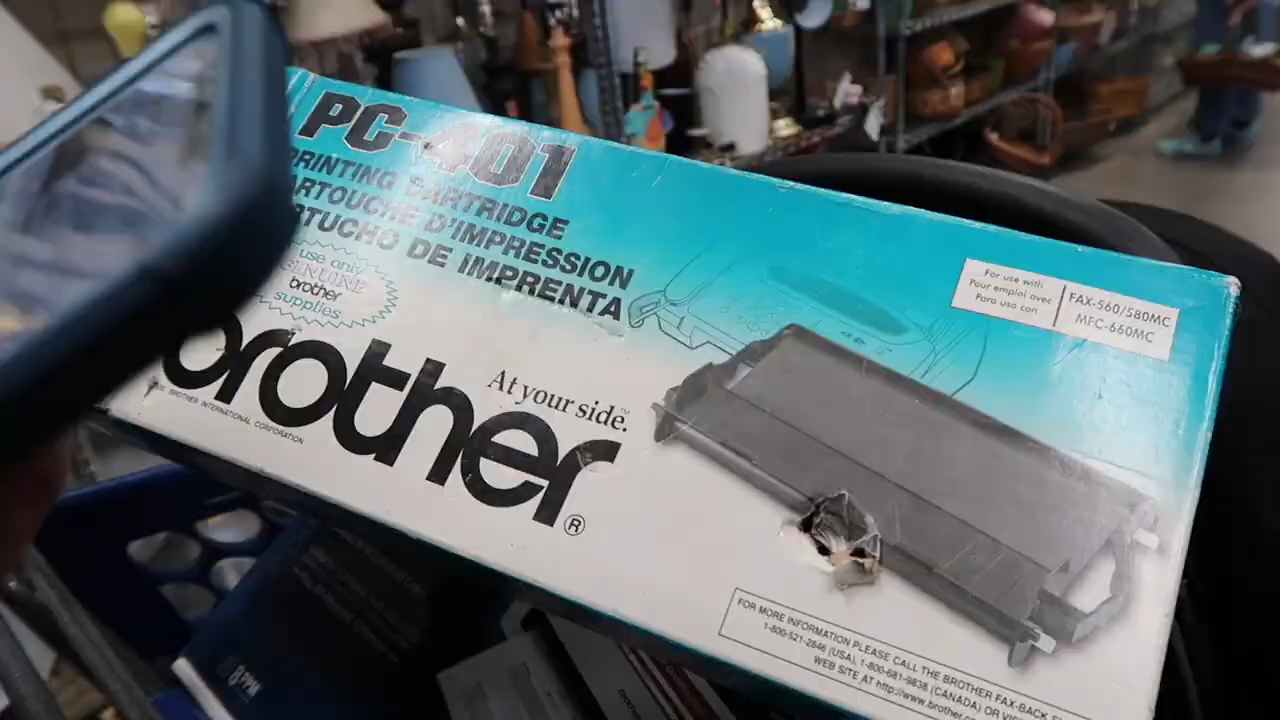 PC-401
PRINTING CARTRIDGE
CARTOUCHE D'IMPRESSION
CARTUCHO DE IMPRENTA
use only
GENUINE
brother
supplies
For use with
Pour emploi avec
Para uso con
FAX-560/580MC
MFC-660MC
At your side.™
brother®
BROTHER INTERNATIONAL CORPORATION
FOR MORE INFORMATION PLEASE CALL THE BROTHER FAX-BACK
1-800-521-2846 (USA), 1-800-681-9838 (CANADA) OR
WEB SITE AT http://www.brother